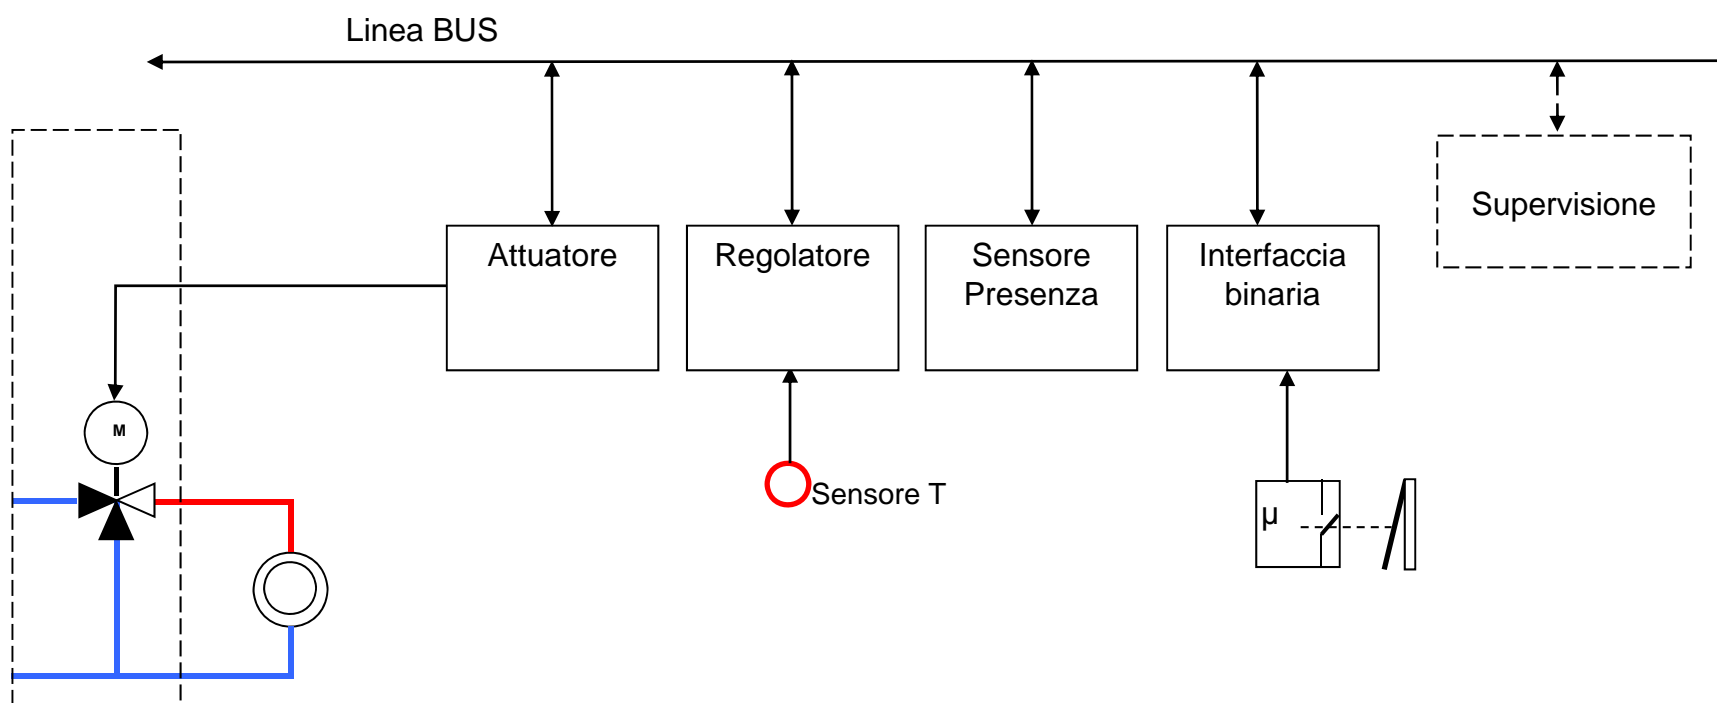 Linea BUS
Supervisione
Attuatore
Regolatore
Sensore
Presenza
Interfaccia
binaria
M
Sensore T
µ